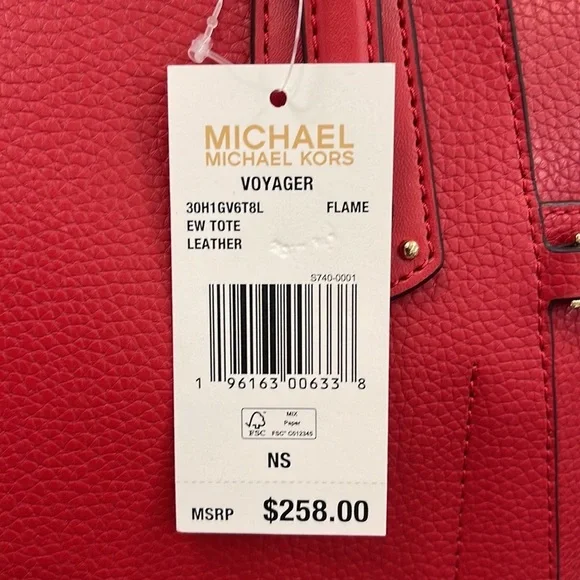 MICHAEL
MICHAEL KORS
VOYAGER
30H1GV6T8L FLAME
EW TOTE
LEATHER
S740-0001
1 96163 00633 8
FSC
MIX
Paper
FSC® C012345
NS
MSRP $258.00